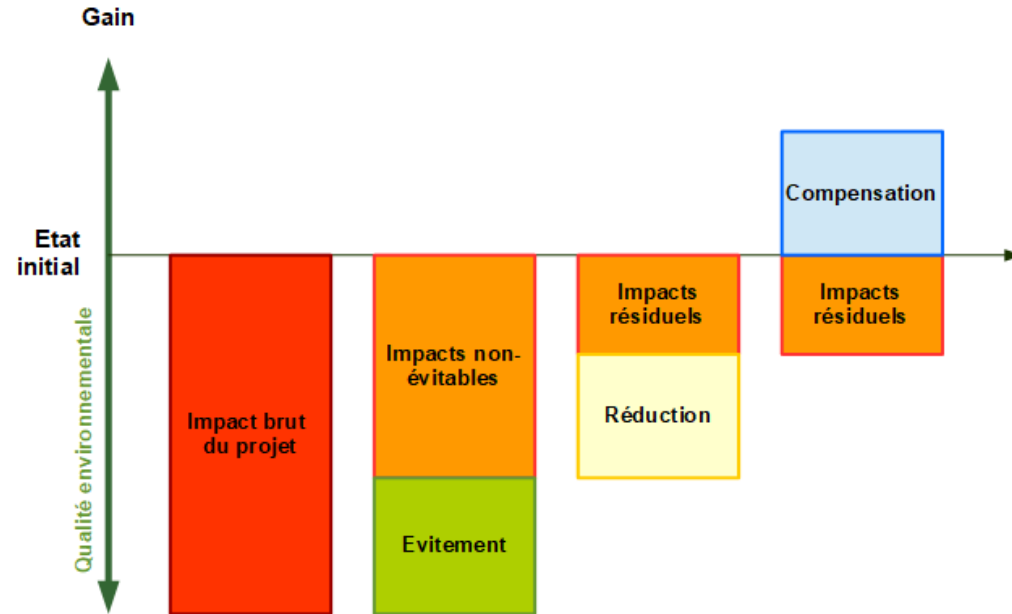 Gain
Compensation
Etat
initial
Impacts
résiduels
Impacts
résiduels
Impacts non-
évitables
Qualité environnementale
Impact brut
du projet
Réduction
Evitement